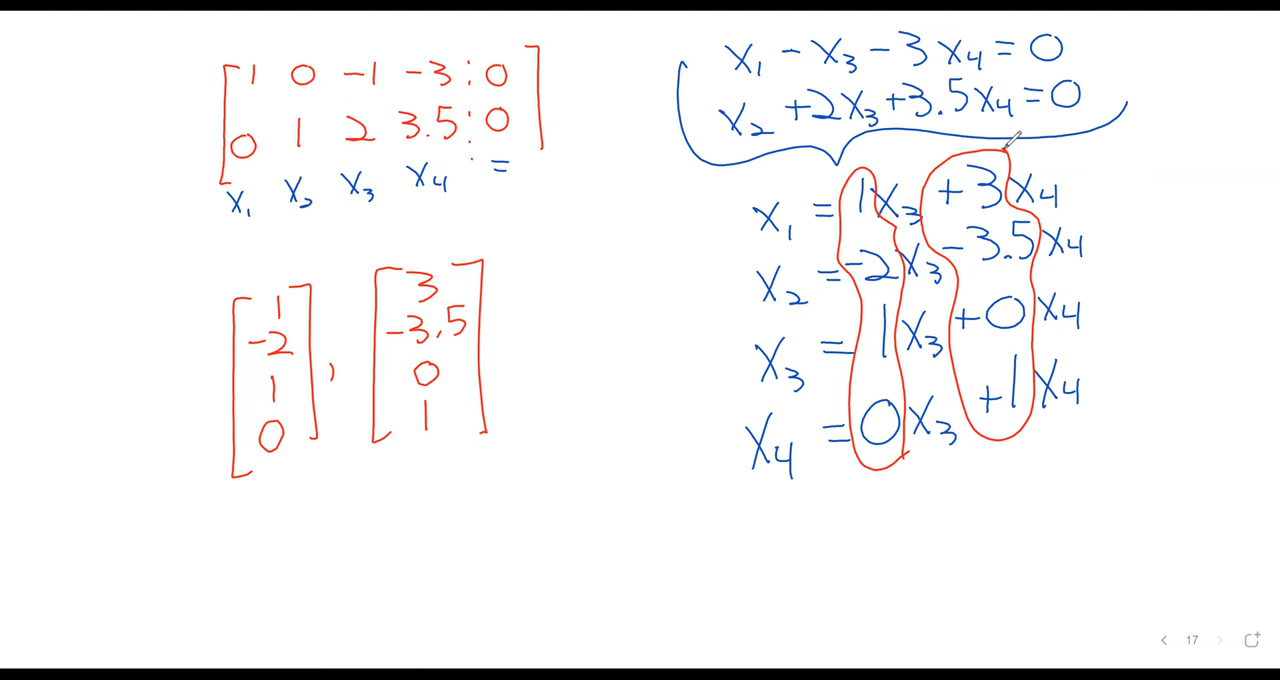 1 0 -1 -3 : 0
0 1 2 3.5 : 0
x₁ x₂ x₃ x₄ =
1
-2
1
0
,
3
-3.5
0
1
x₁ - x₃ - 3x₄ = 0
x₂ + 2x₃ + 3.5x₄ = 0
x₁ = 1x₃ + 3x₄
x₂ = -2x₃ - 3.5x₄
x₃ = 1x₃ + 0x₄
x₄ = 0x₃ + 1x₄
< 17 >